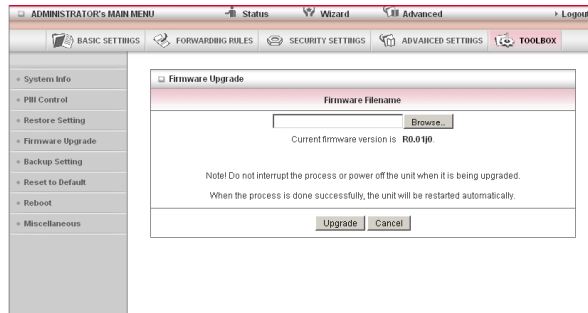 ADMINISTRATOR's MAIN MENU Status Wizard Advanced Logout
BASIC SETTINGS FORWARDING RULES SECURITY SETTINGS ADVANCED SETTINGS TOOLBOX
System Info
PIN Control
Restore Setting
Firmware Upgrade
Backup Setting
Reset to Default
Reboot
Miscellaneous
Firmware Upgrade
Firmware Filename
Browse..
Current firmware version is R0.01j0.
Note! Do not interrupt the process or power off the unit when it is being upgraded.
When the process is done successfully, the unit will be restarted automatically.
Upgrade Cancel